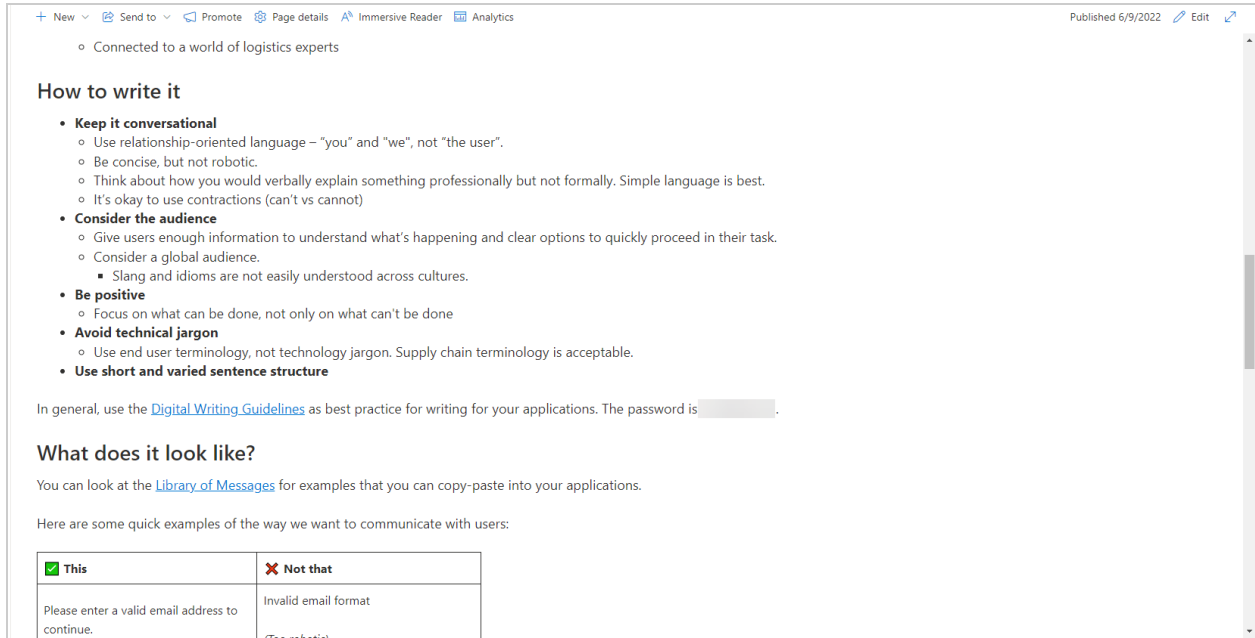 New Send to Promote Page details Immersive Reader Analytics Published 6/9/2022 Edit
Connected to a world of logistics experts
How to write it
Keep it conversational
Use relationship-oriented language – “you” and "we", not “the user”.
Be concise, but not robotic.
Think about how you would verbally explain something professionally but not formally. Simple language is best.
It’s okay to use contractions (can’t vs cannot)
Consider the audience
Give users enough information to understand what’s happening and clear options to quickly proceed in their task.
Consider a global audience.
Slang and idioms are not easily understood across cultures.
Be positive
Focus on what can be done, not only on what can't be done
Avoid technical jargon
Use end user terminology, not technology jargon. Supply chain terminology is acceptable.
Use short and varied sentence structure
In general, use the Digital Writing Guidelines as best practice for writing for your applications. The password is .
What does it look like?
You can look at the Library of Messages for examples that you can copy-paste into your applications.
Here are some quick examples of the way we want to communicate with users:
This
Not that
Please enter a valid email address to
continue.
Invalid email format
(Too robotic)